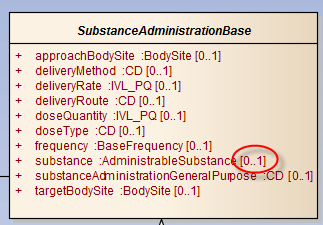 SubstanceAdministrationBase
+ approachBodySite :BodySite [0..1]
+ deliveryMethod :CD [0..1]
+ deliveryRate :IVL_PQ [0..1]
+ deliveryRoute :CD [0..1]
+ doseQuantity :IVL_PQ [0..1]
+ doseType :CD [0..1]
+ frequency :BaseFrequency [0..1]
+ substance :AdministrableSubstance [0..1]
+ substanceAdministrationGeneralPurpose :CD [0..1]
+ targetBodySite :BodySite [0..1]